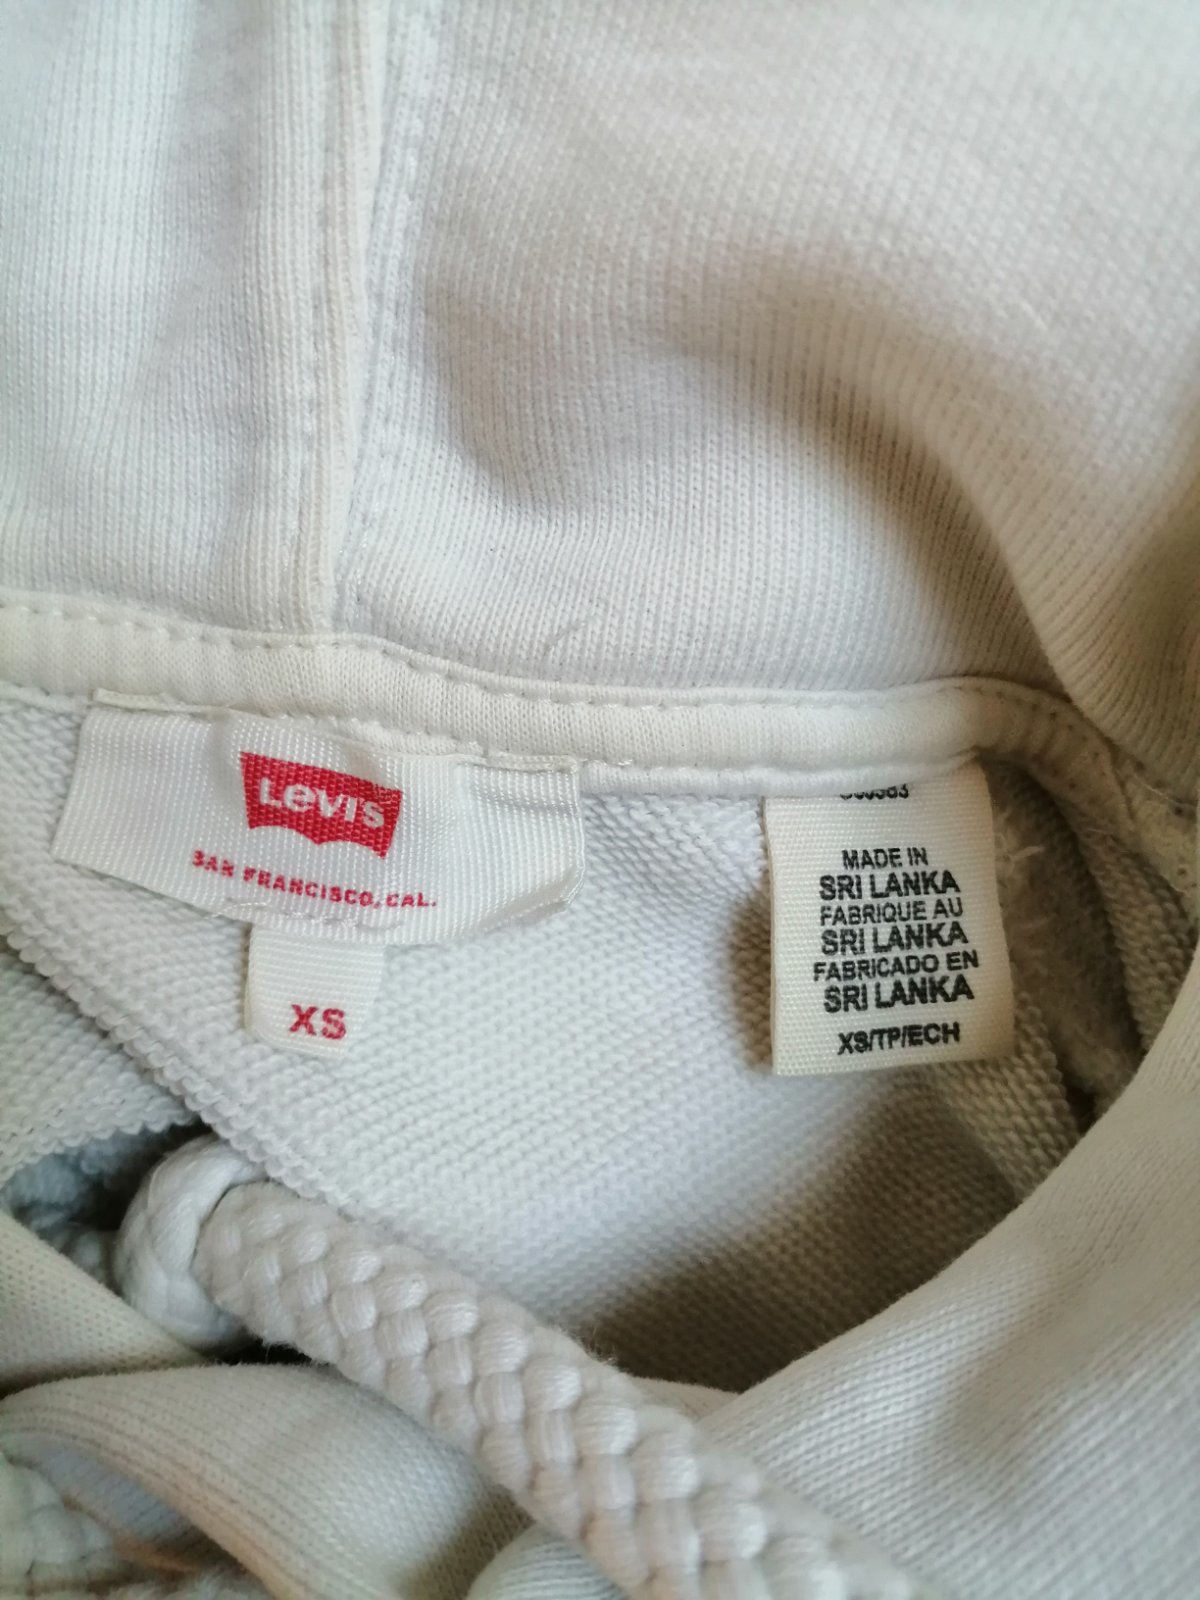 Levi's
SAN FRANCISCO, CAL.
XS
MADE IN
SRI LANKA
FABRIQUE AU
SRI LANKA
FABRICADO EN
SRI LANKA
XS/TP/ECH